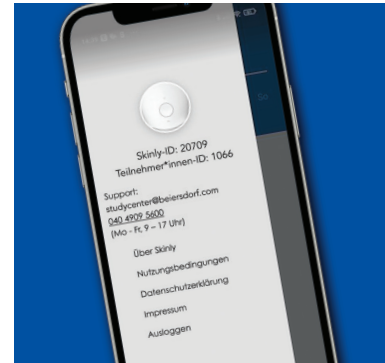 Skinly-ID: 20709
Teilnehmer*innen-ID: 1066
Support:
studycenter@beiersdorf.com
040 4909 5600
(Mo - Fr, 9 – 17 Uhr)
Über Skinly
Nutzungsbedingungen
Datenschutzerklärung
Impressum
Ausloggen
So